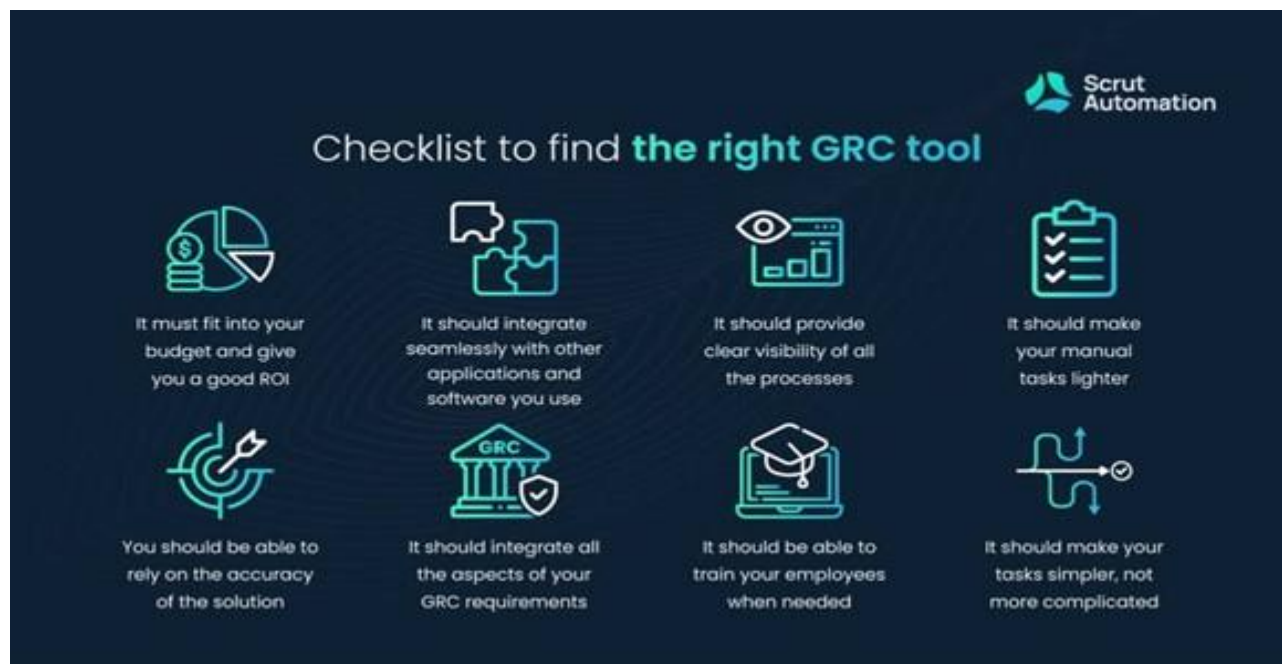 Scrut
Automation
Checklist to find the right GRC tool
It must fit into your
budget and give
you a good ROI
It should integrate
seamlessly with other
applications and
software you use
It should provide
clear visibility of all
the processes
It should make
your manual
tasks lighter
$
GRC
You should be able to
rely on the accuracy
of the solution
It should integrate all
the aspects of your
GRC requirements
It should be able to
train your employees
when needed
It should make your
tasks simpler, not
more complicated